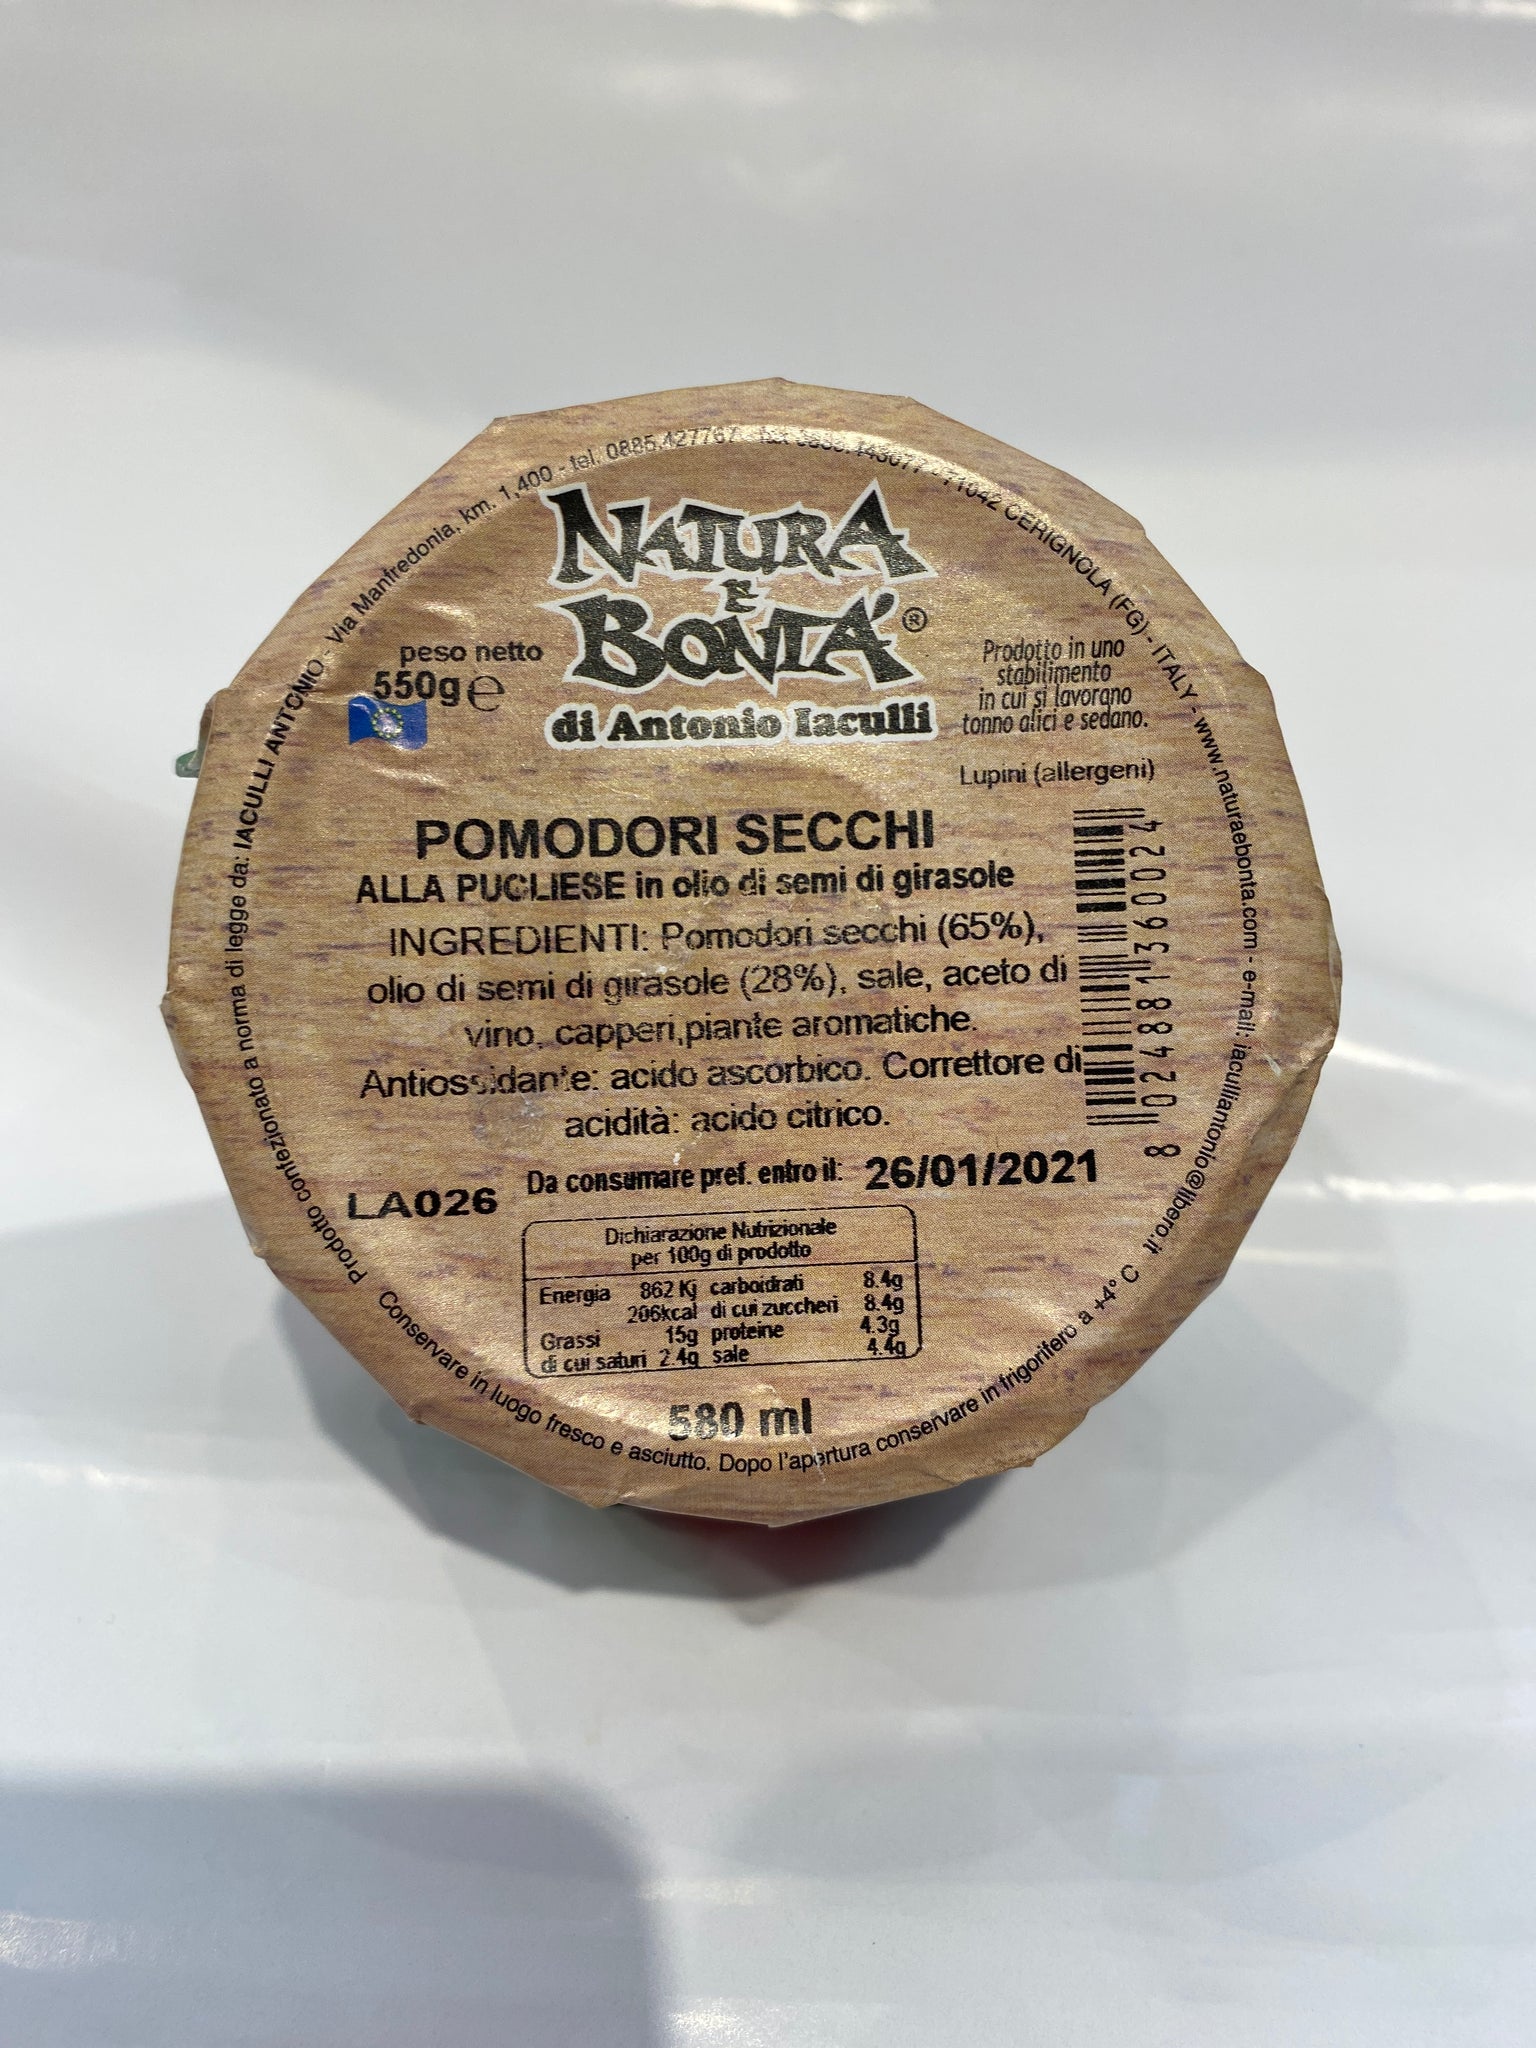 Prodotto confezionato a norma di legge da: IACULLI ANTONIO - Via Manfredonia, km. 1,400 - tel. 0885.427767 - fax 71042 CERIGNOLA (FG) - ITALY - www.naturaebonta.com - e-mail: iaculliantonio@libero.it
NATURA
E
BONTÁ®
di Antonio Iaculli
peso netto
550g e
Prodotto in uno
stabilimento
in cui si lavorano
tonno alici e sedano.
Lupini (allergeni)
POMODORI SECCHI
ALLA PUGLIESE in olio di semi di girasole
INGREDIENTI: Pomodori secchi (65%),
olio di semi di girasole (28%), sale, aceto di
vino, capperi,piante aromatiche.
Antiossidante: acido ascorbico. Correttore di
acidità: acido citrico.
8 024881 360024
LA026
Da consumare pref. entro il: 26/01/2021
Dichiarazione Nutrizionale
per 100g di prodotto
Energia 862 Kj carboidrati 8.4g
206kcal di cui zuccheri 8.4g
Grassi 15g proteine 4.3g
di cui saturi 2.4g sale 4.4g
580 ml
Conservare in luogo fresco e asciutto. Dopo l'apertura conservare in frigorifero a +4° C